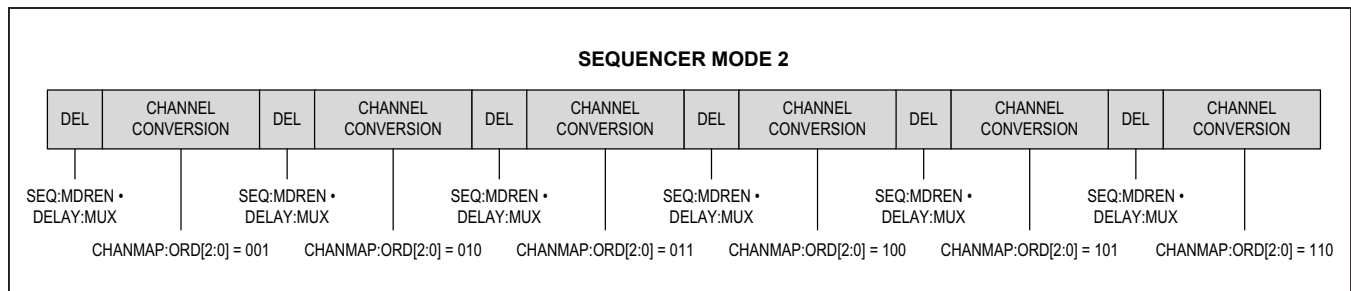 SEQUENCER MODE 2
DEL
CHANNEL
CONVERSION
DEL
CHANNEL
CONVERSION
DEL
CHANNEL
CONVERSION
DEL
CHANNEL
CONVERSION
DEL
CHANNEL
CONVERSION
DEL
CHANNEL
CONVERSION
SEQ:MDREN •
DELAY:MUX
SEQ:MDREN •
DELAY:MUX
SEQ:MDREN •
DELAY:MUX
SEQ:MDREN •
DELAY:MUX
SEQ:MDREN •
DELAY:MUX
SEQ:MDREN •
DELAY:MUX
CHANMAP:ORD[2:0] = 001
CHANMAP:ORD[2:0] = 010
CHANMAP:ORD[2:0] = 011
CHANMAP:ORD[2:0] = 100
CHANMAP:ORD[2:0] = 101
CHANMAP:ORD[2:0] = 110